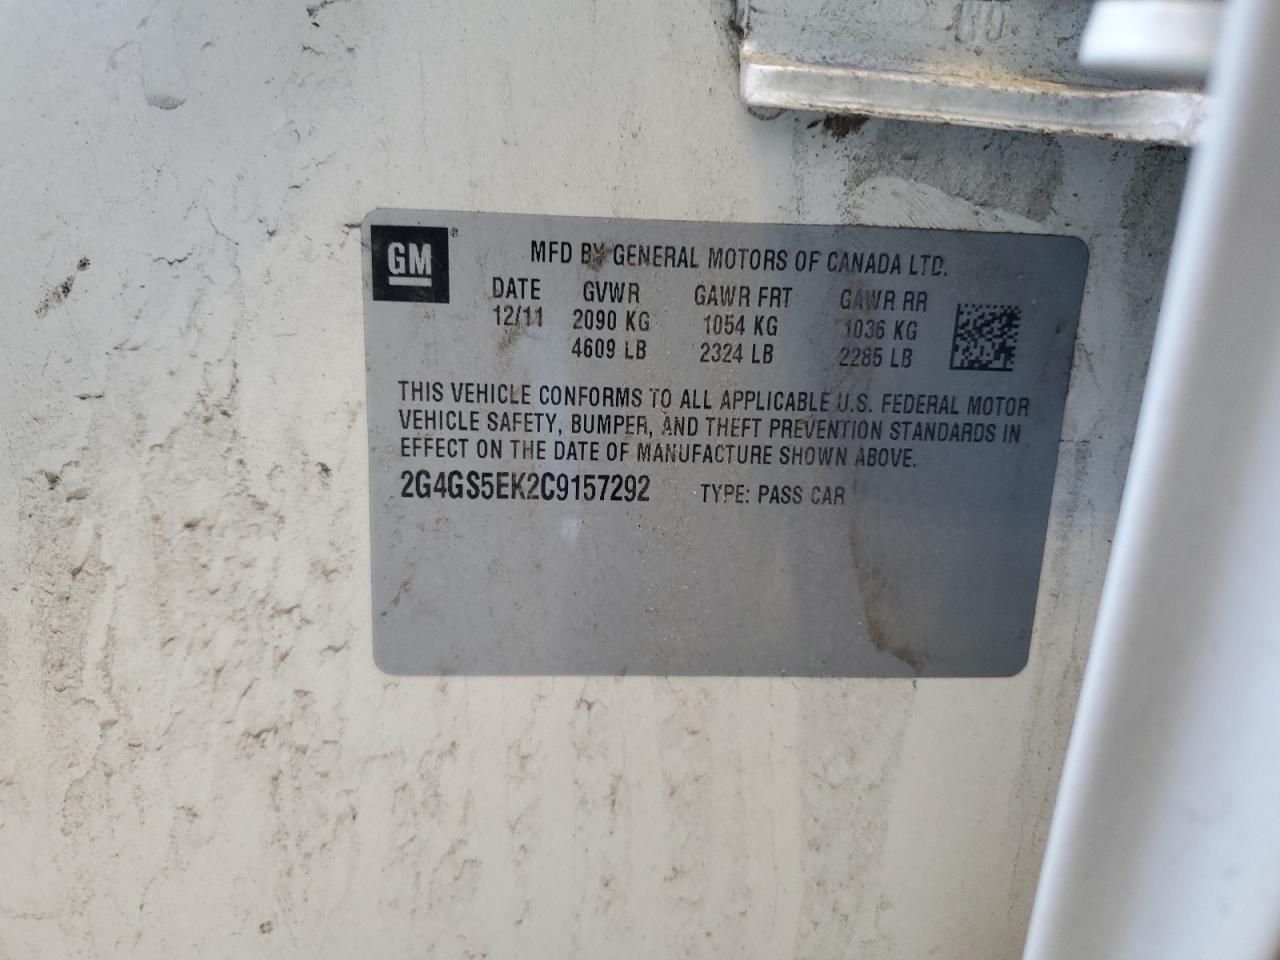 GM®
MFD BY GENERAL MOTORS OF CANADA LTD.
DATE GVWR GAWR FRT GAWR RR
12/11 2090 KG 1054 KG 1036 KG
4609 LB 2324 LB 2285 LB
THIS VEHICLE CONFORMS TO ALL APPLICABLE U.S. FEDERAL MOTOR
VEHICLE SAFETY, BUMPER, AND THEFT PREVENTION STANDARDS IN
EFFECT ON THE DATE OF MANUFACTURE SHOWN ABOVE.
2G4GS5EK2C9157292 TYPE: PASS CAR